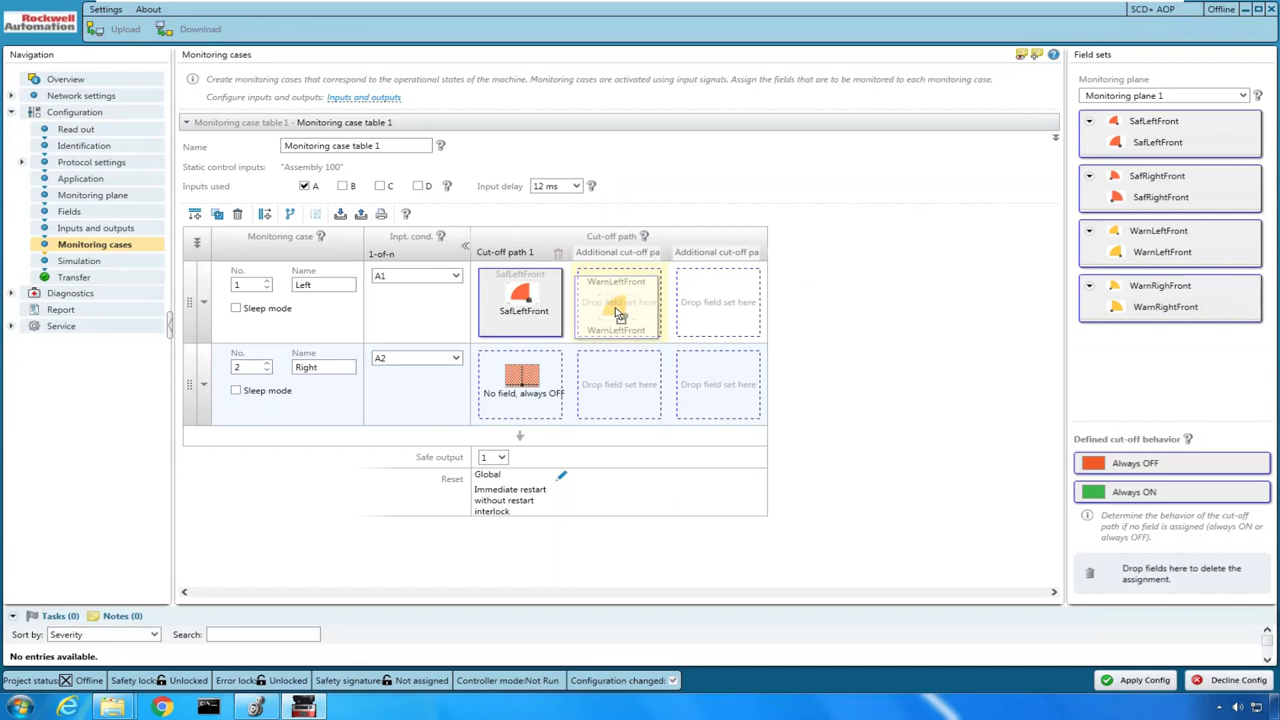 Rockwell
Automation
Settings
About
SCD+ AOP
Offline
Upload
Download
Navigation
Overview
Network settings
Configuration
Read out
Identification
Protocol settings
Application
Monitoring plane
Fields
Inputs and outputs
Monitoring cases
Simulation
Transfer
Diagnostics
Report
Service
Monitoring cases
Create monitoring cases that correspond to the operational states of the machine. Monitoring cases are activated using input signals. Assign the fields that are to be monitored to each monitoring case.
Configure inputs and outputs: Inputs and outputs
Monitoring case table 1 - Monitoring case table 1
Name Monitoring case table 1
Static control inputs: "Assembly 100"
Inputs used A B C D Input delay 12 ms
Monitoring case Inpt. cond. Cut-off path
1-of-n Cut-off path 1 Additional cut-off pa Additional cut-off pa
No. Name
1 Left
Sleep mode
A1
SafLeftFront
SafLeftFront
WarnLeftFront
Drop field set here
WarnLeftFront
Drop field set here
No. Name
2 Right
Sleep mode
A2
No field, always OFF
Drop field set here
Drop field set here
Safe output 1
Reset Global
Immediate restart
without restart
interlock
Field sets
Monitoring plane
Monitoring plane 1
SafLeftFront
SafLeftFront
SafRightFront
SafRightFront
WarnLeftFront
WarnLeftFront
WarnRighFront
WarnRightFront
Defined cut-off behavior
Always OFF
Always ON
Determine the behavior of the cut-off
path if no field is assigned (always ON or
always OFF).
Drop fields here to delete the
assignment.
Tasks (0) Notes (0)
Sort by: Severity Search:
No entries available.
Project status: Offline Safety lock: Unlocked Error lock: Unlocked Safety signature: Not assigned Controller mode:Not Run Configuration changed: Apply Config Decline Config